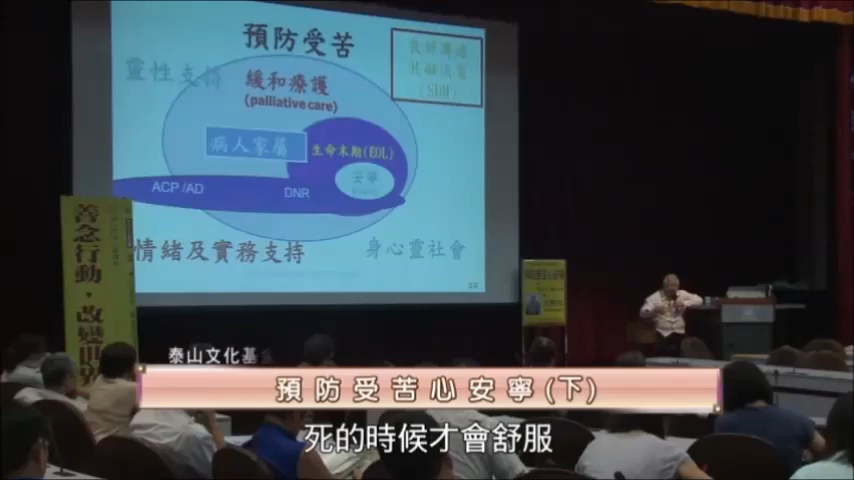 預防受苦
靈性支持
緩和療護
(palliative care)
良好溝通
共融決策
(SDM)
病人家屬
生命末期(EOL)
安寧
ACP /AD
DNR
情緒及實務支持
身心靈社會
善念行動，改變世界
泰山文化基
預防受苦心安寧(下)
死的時候才會舒服